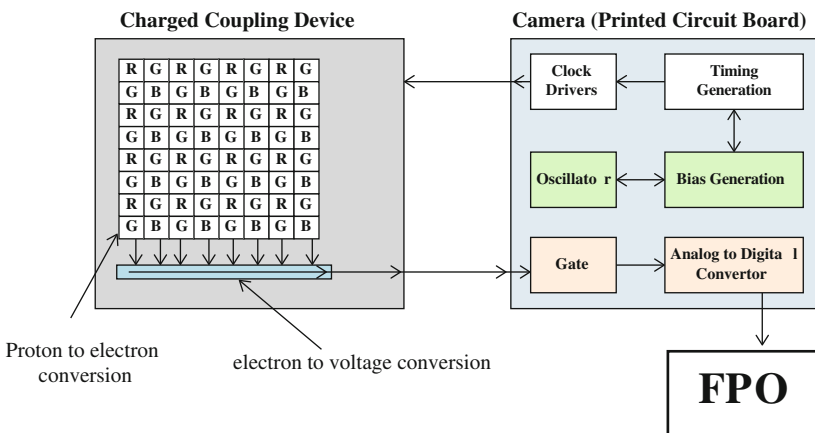 Charged Coupling Device
Camera (Printed Circuit Board)
R G R G R G R G
G B G B G B G B
R G R G R G R G
G B G B G B G B
R G R G R G R G
G B G B G B G B
R G R G R G R G
G B G B G B G B
Clock
Drivers
Timing
Generation
Oscillato r
Bias Generation
Gate
Analog to Digita l
Convertor
Proton to electron
conversion
electron to voltage conversion
FPO